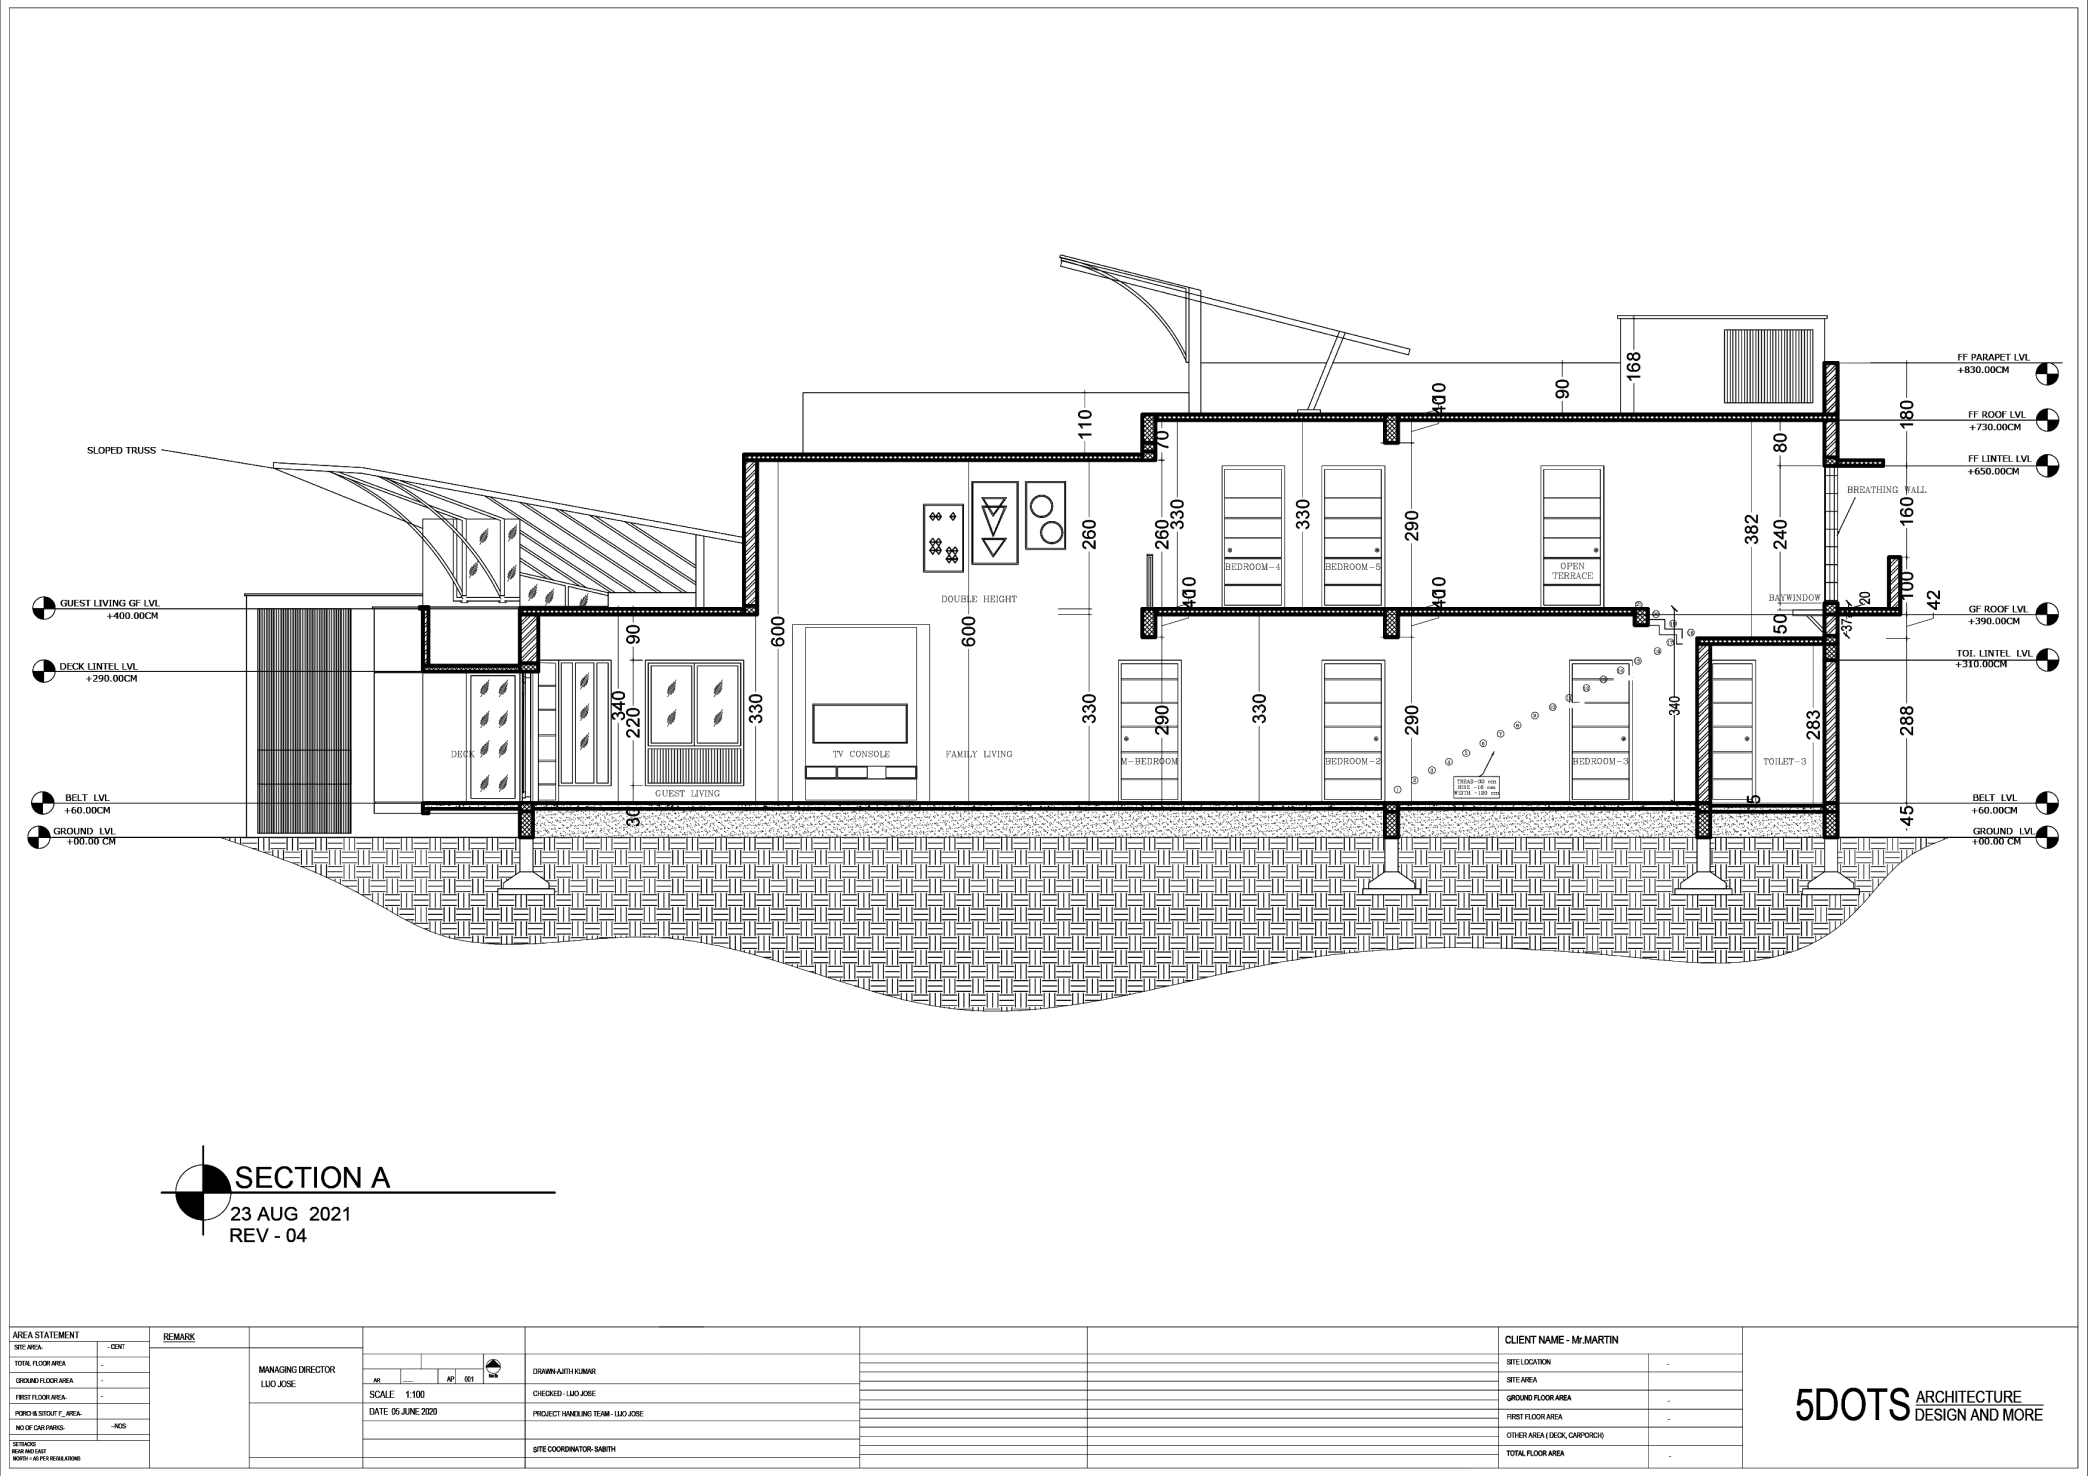 168
FF PARAPET LVL
+830.00CM
90
10
40
110
180
FF ROOF LVL
+730.00CM
70
80
SLOPED TRUSS
FF LINTEL LVL
+650.00CM
BREATHING WALL
160
330
330
290
382
240
260
260
BEDROOM-4
BEDROOM-5
OPEN
TERRACE
DOUBLE HEIGHT
10
40
10
40
BAYWINDOW
20
100
42
GUEST LIVING GF LVL
+400.00CM
GF ROOF LVL
+390.00CM
90
600
600
50
37
DECK LINTEL LVL
+290.00CM
TOI. LINTEL LVL
+310.00CM
340
220
330
330
290
330
290
340
283
288
DECK
TV CONSOLE
FAMILY LIVING
M-BEDROOM
BEDROOM-2
BEDROOM-3
TOILET-3
GUEST LIVING
TREAD-30 cm
RISE -16 cm
WIDTH -120 cm
BELT LVL
+60.00CM
BELT LVL
+60.00CM
30
5
45
GROUND LVL
+00.00 CM
GROUND LVL
+00.00 CM
SECTION A
23 AUG 2021
REV - 04
AREA STATEMENT
SITE AREA- - CENT
TOTAL FLOOR AREA -
GROUND FLOOR AREA -
FIRST FLOOR AREA- -
PORCH & SITOUT F_ AREA-
NO OF CAR PARKS- --NOS
SETBACKS
REAR AND EAST
NORTH = AS PER REGULATIONS
REMARK
MANAGING DIRECTOR
LIJO JOSE
AR ...... AP 001
North
SCALE 1:100
DATE 05 JUNE 2020
DRAWN-AJITH KUMAR
CHECKED - LIJO JOSE
PROJECT HANDLING TEAM - LIJO JOSE
SITE COORDINATOR- SABITH
CLIENT NAME - Mr.MARTIN
SITE LOCATION -
SITE AREA
GROUND FLOOR AREA -
FIRST FLOOR AREA -
OTHER AREA ( DECK, CARPORCH)
TOTAL FLOOR AREA -
5DOTS ARCHITECTURE
DESIGN AND MORE